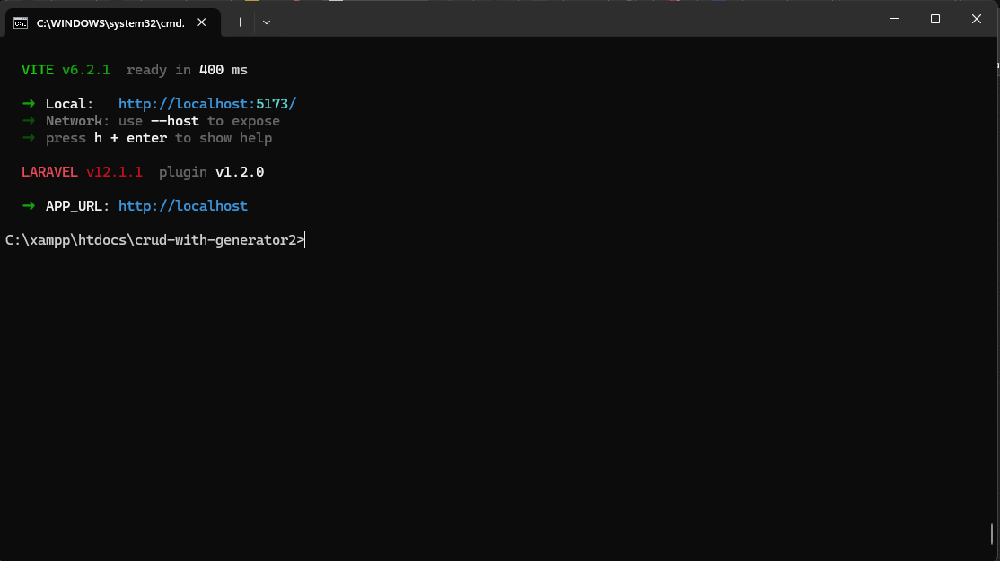 C:\WINDOWS\system32\cmd.
VITE v6.2.1  ready in 400 ms
➜  Local:   http://localhost:5173/
➜  Network: use --host to expose
➜  press h + enter to show help
LARAVEL v12.1.1  plugin v1.2.0
➜  APP_URL: http://localhost
C:\xampp\htdocs\crud-with-generator2>